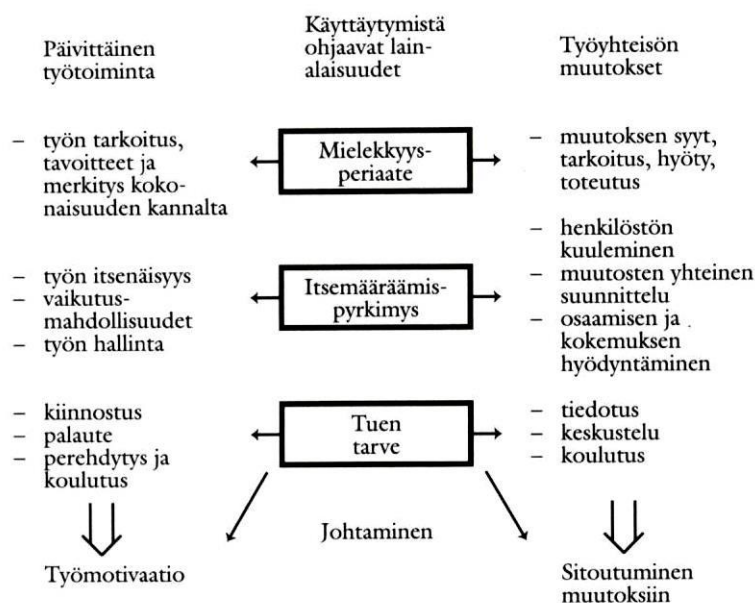 Päivittäinen
työtoiminta
Käyttäytymistä
ohjaavat lain-
alaisuudet
Työyhteisön
muutokset
– työn tarkoitus,
tavoitteet ja
merkitys koko-
naisuuden kannalta
Mielekkyys-
periaate
– muutoksen syyt,
tarkoitus, hyöty,
toteutus
– työn itsenäisyys
– vaikutus-
mahdollisuudet
– työn hallinta
Itsemääräämis-
pyrkimys
– henkilöstön
kuuleminen
– muutosten yhteinen
suunnittelu
– osaamisen ja
kokemuksen
hyödyntäminen
– kiinnostus
– palaute
– perehdytys ja
koulutus
Tuen
tarve
– tiedotus
– keskustelu
– koulutus
Työmotivaatio
Johtaminen
Sitoutuminen
muutoksiin